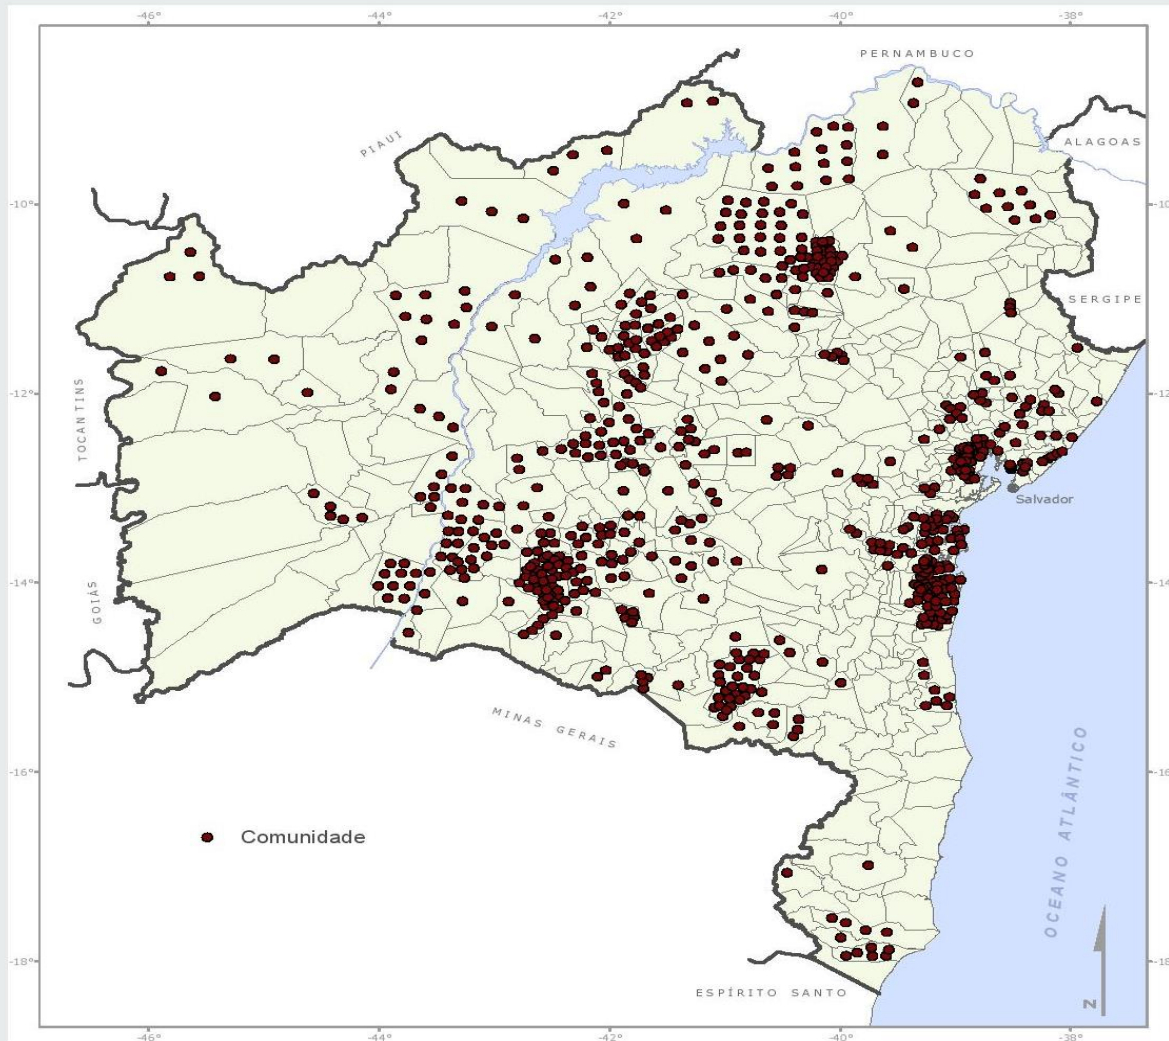 -46°
-44°
-42°
-40°
-38°
PERNAMBUCO
PIAUI
ALAGOAS
-10°
-10°
SERGIPE
TOCANTINS
-12°
-12°
Salvador
GOIÁS
-14°
-14°
MINAS GERAIS
OCEANO ATLÂNTICO
-16°
-16
Comunidade
-18°
-18
ESPÍRITO SANTO
N
-46°
-44°
-42°
-40°
-38°